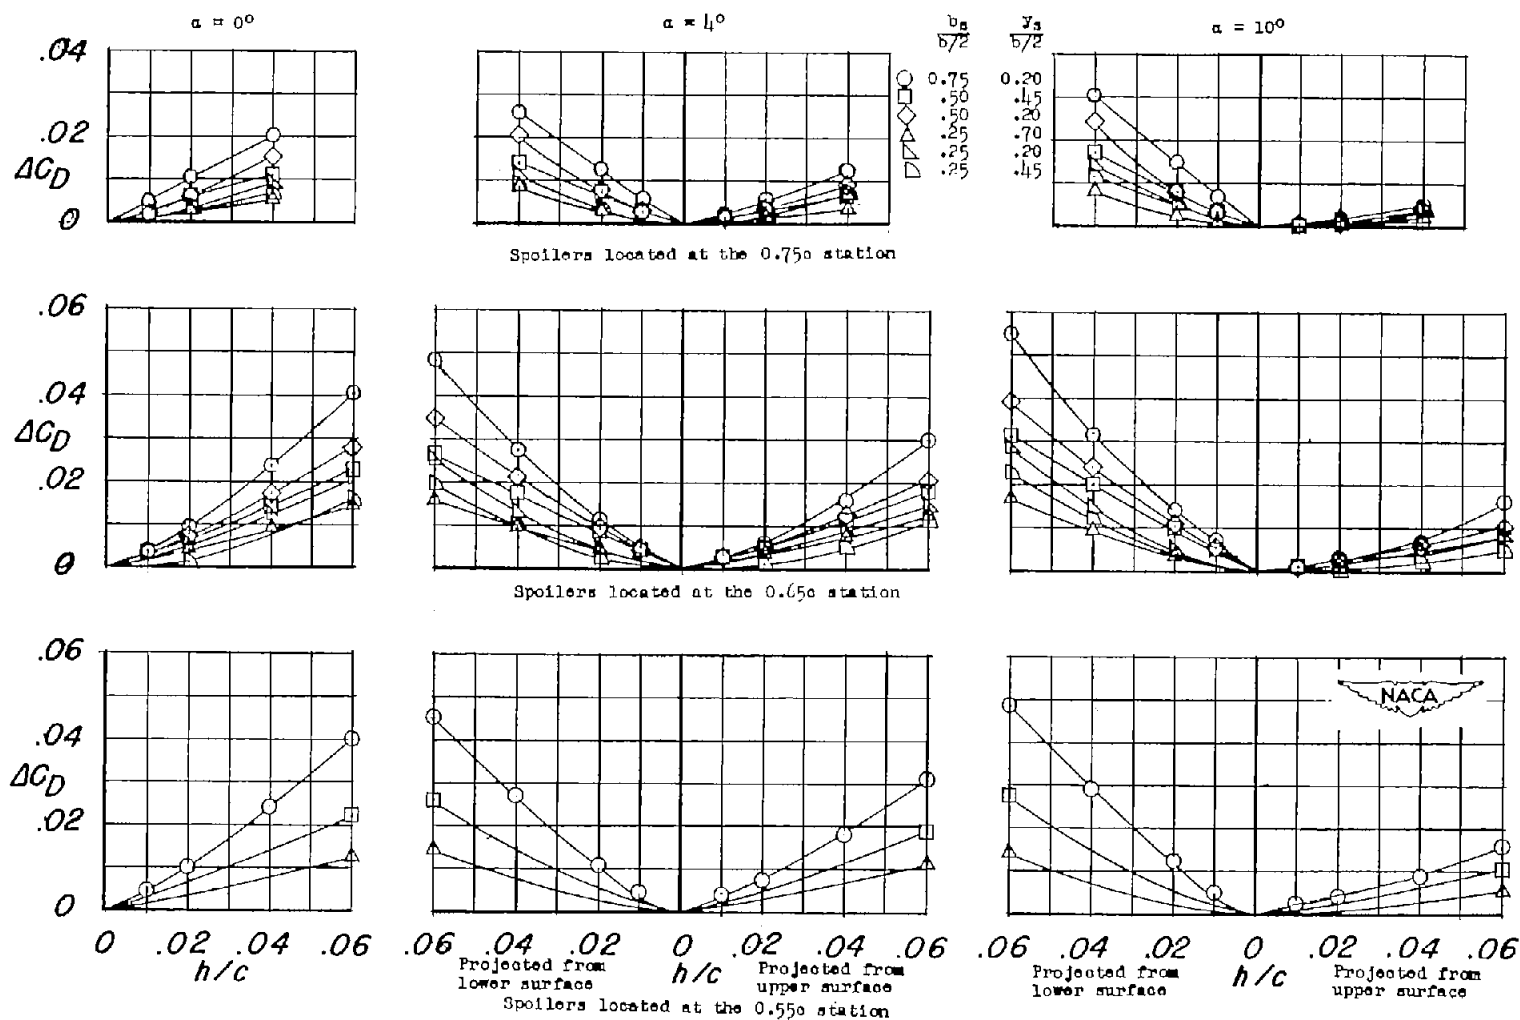 α = 0°
α = 4°
b_s/b/2
y_s/b/2
α = 10°
0.75 0.20
.50 .45
.50 .20
.25 .70
.25 .20
.25 .45
.04
.02
ΔC_D
0
Spoilers located at the 0.75c station
.06
.04
ΔC_D
.02
0
Spoilers located at the 0.65c station
.06
.04
ΔC_D
.02
0
NACA
0 .02 .04 .06
.06 .04 .02 0 .02 .04 .06
.06 .04 .02 0 .02 .04 .06
h/c
Projected from lower surface
h/c
Projected from upper surface
Projected from lower surface
h/c
Projected from upper surface
Spoilers located at the 0.55c station